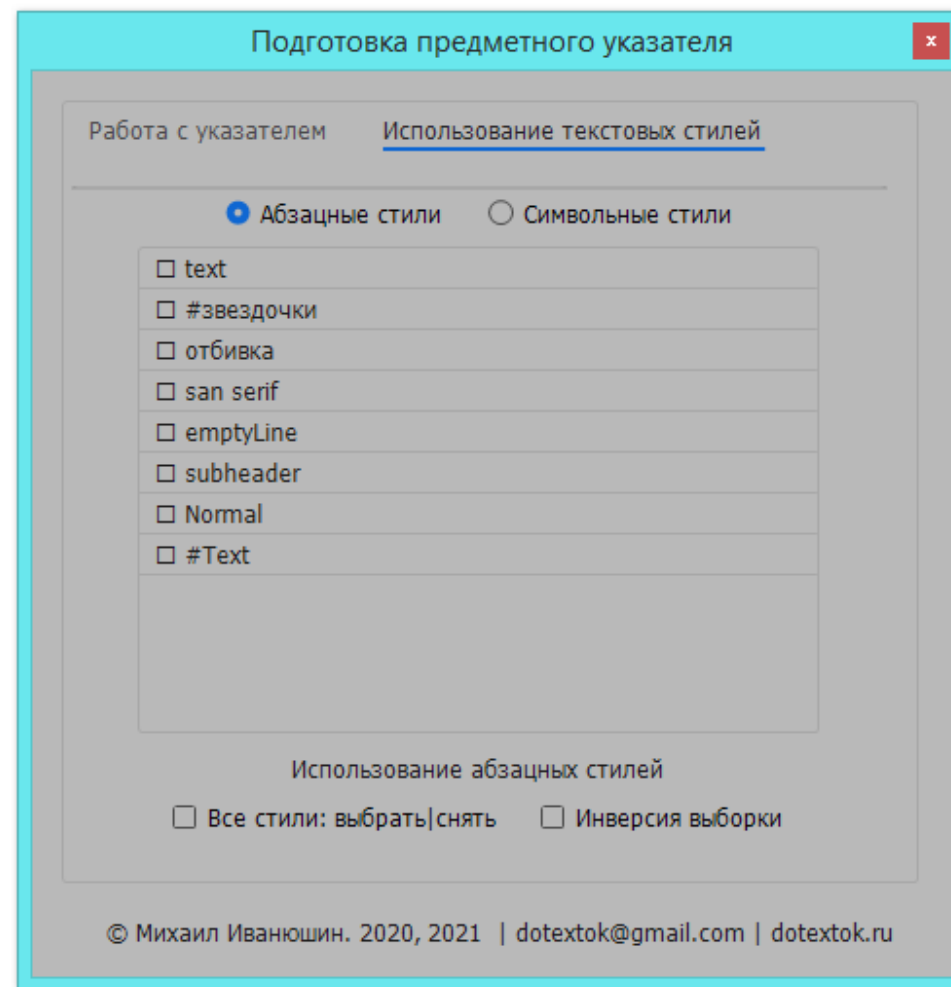 Подготовка предметного указателя
x
Работа с указателем Использование текстовых стилей
Абзацные стили Символьные стили
text
#звездочки
отбивка
san serif
emptyLine
subheader
Normal
#Text
Использование абзацных стилей
Все стили: выбрать|снять Инверсия выборки
© Михаил Иванюшин. 2020, 2021 | dotextok@gmail.com | dotextok.ru